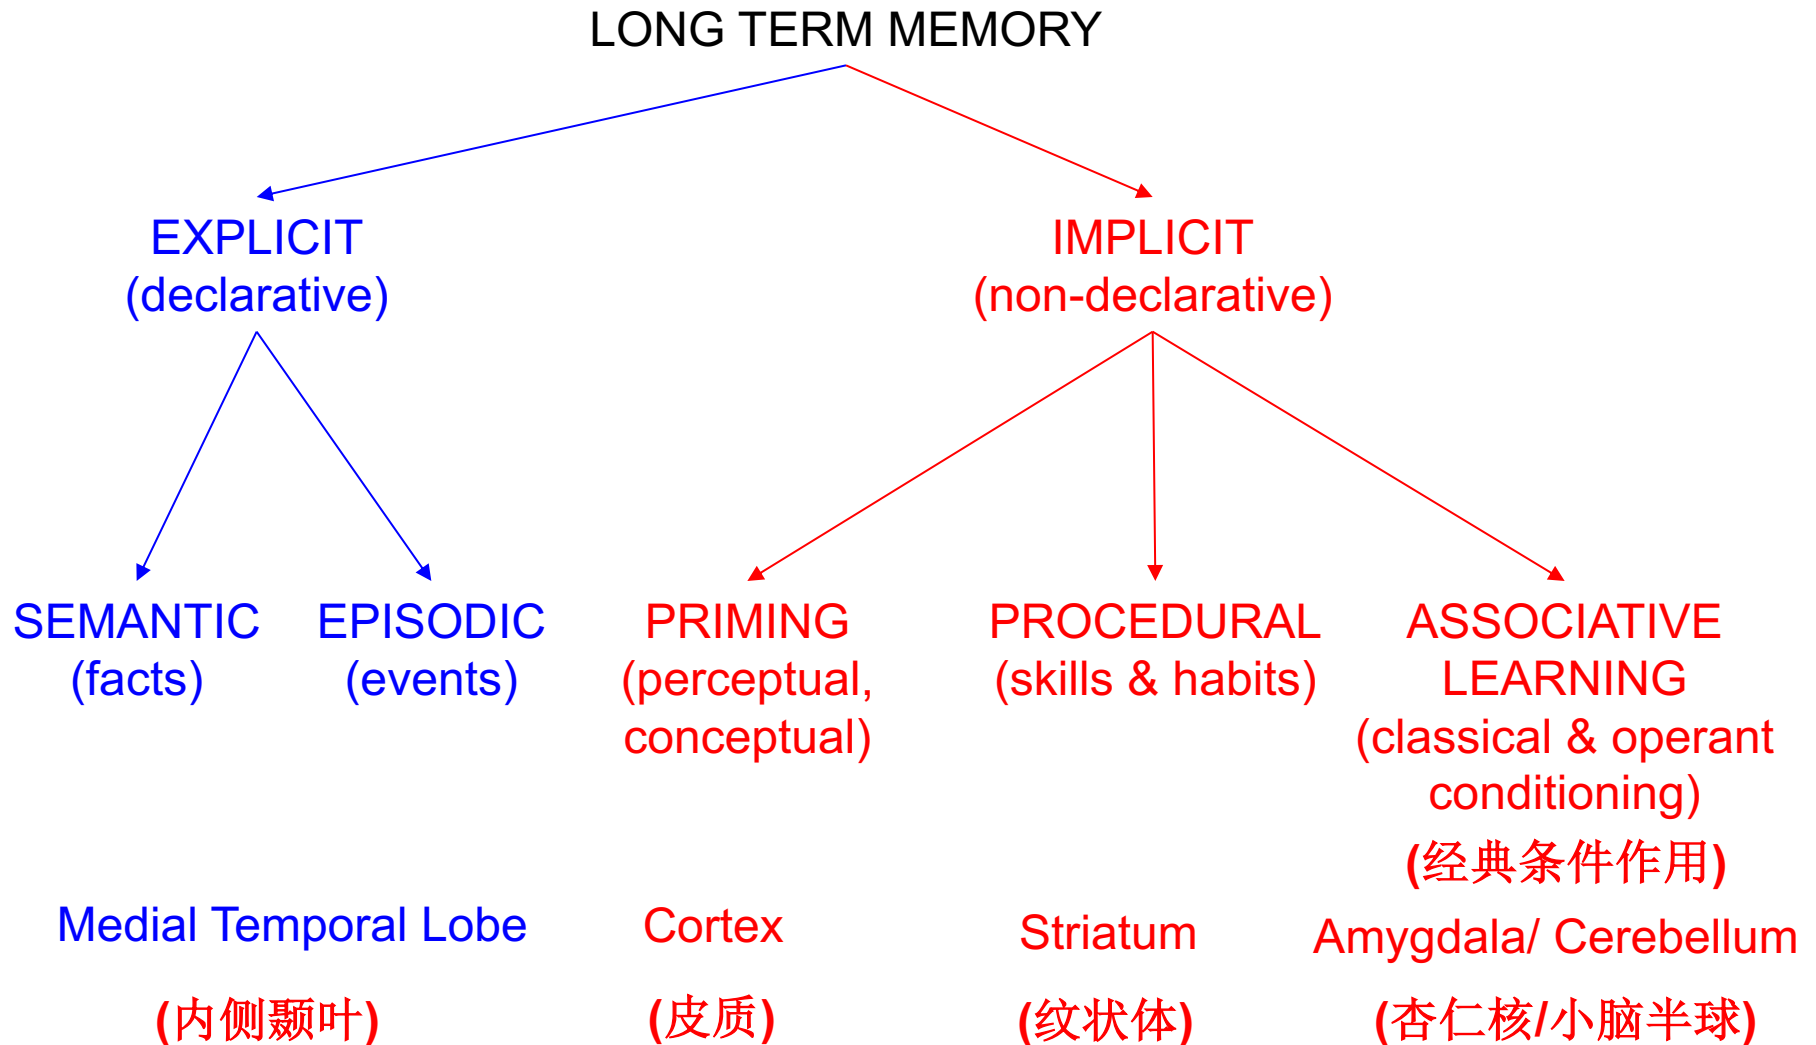 LONG TERM MEMORY
EXPLICIT
(declarative)
IMPLICIT
(non-declarative)
SEMANTIC
(facts)
EPISODIC
(events)
PRIMING
(perceptual,
conceptual)
PROCEDURAL
(skills & habits)
ASSOCIATIVE
LEARNING
(classical & operant
conditioning)
(经典条件作用)
Medial Temporal Lobe
Cortex
Striatum
Amygdala/ Cerebellum
(内侧颞叶)
(皮质)
(纹状体)
(杏仁核/小脑半球)